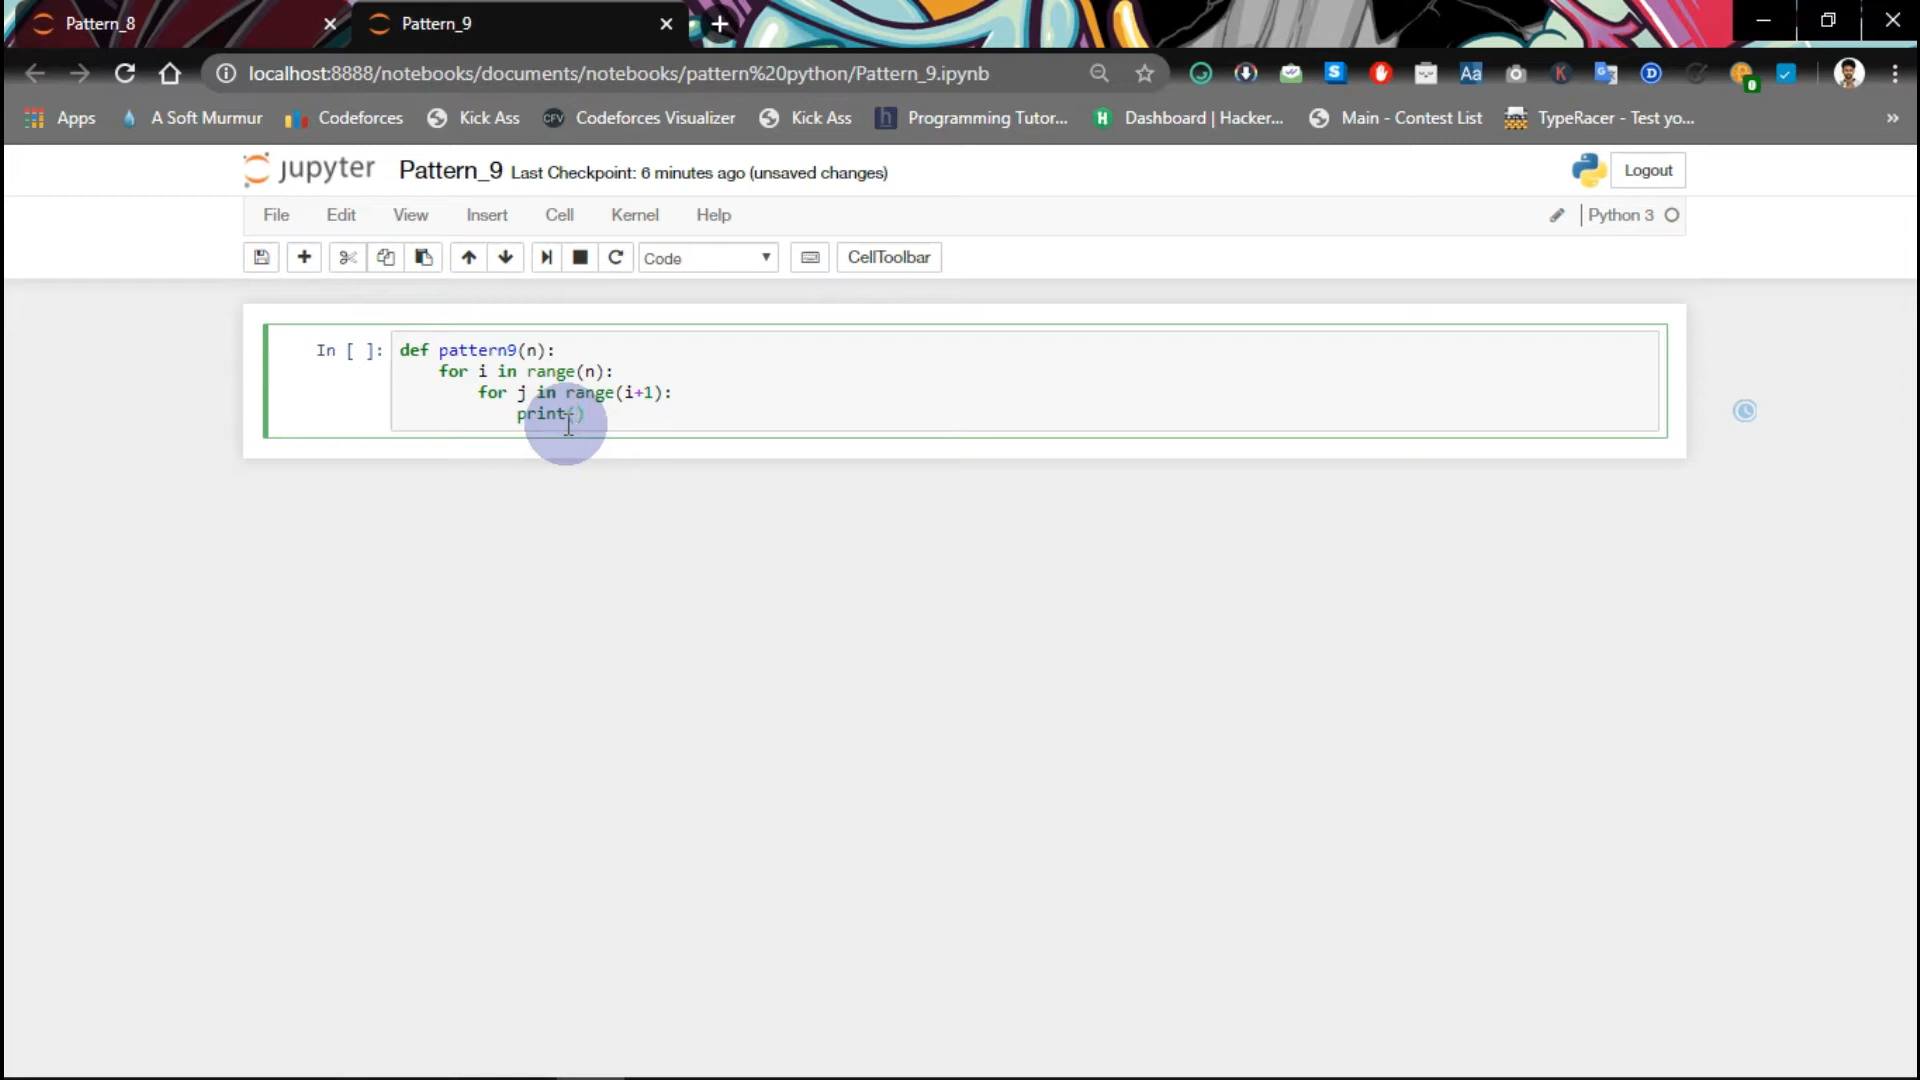 Pattern_8
Pattern_9
localhost:8888/notebooks/documents/notebooks/pattern%20python/Pattern_9.ipynb
S
Aa
K
D
0
Apps
A Soft Murmur
Codeforces
Kick Ass
CFV
Codeforces Visualizer
Kick Ass
h
Programming Tutor...
H
Dashboard | Hacker...
Main - Contest List
TypeRacer - Test yo...
»
jupyter
Pattern_9 Last Checkpoint: 6 minutes ago (unsaved changes)
Logout
File
Edit
View
Insert
Cell
Kernel
Help
Python 3
Code
CellToolbar
In [ ]:
def pattern9(n):
for i in range(n):
for j in range(i+1):
print()